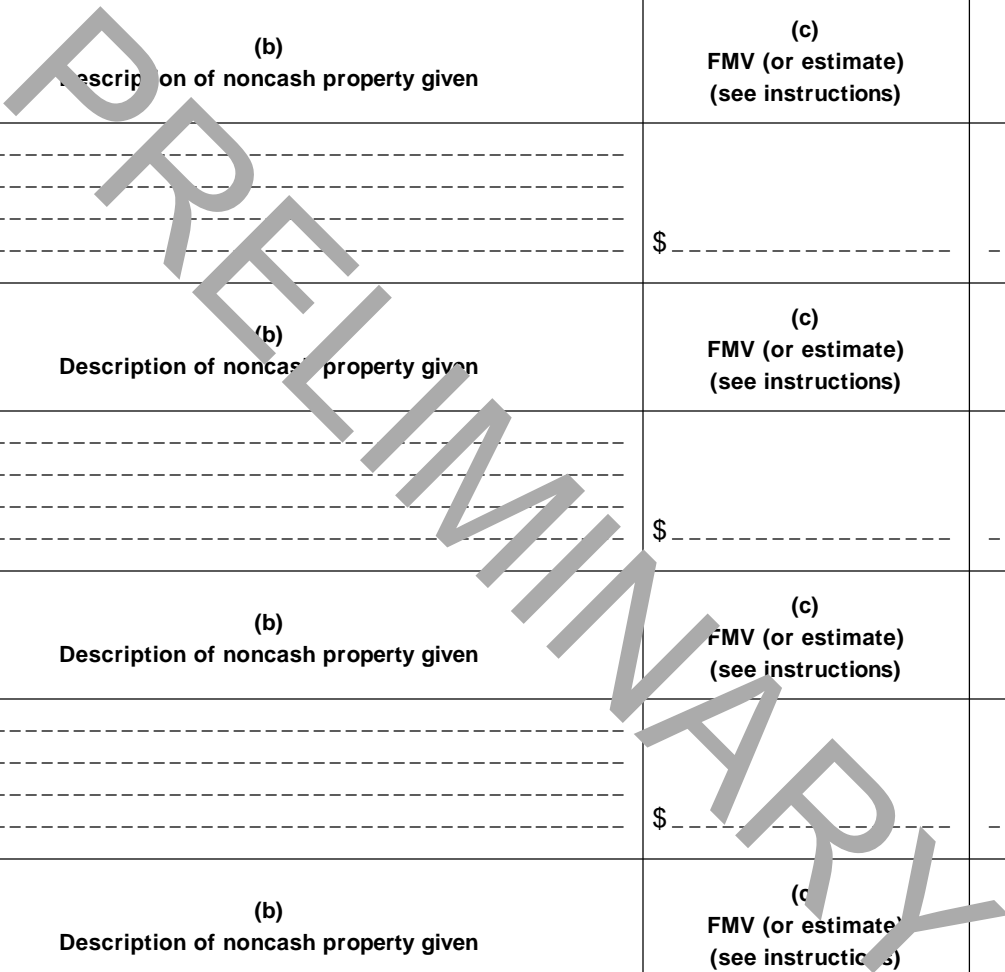 (b)
Description of noncash property given
(c)
FMV (or estimate)
(see instructions)
$
(b)
Description of noncash property given
(c)
FMV (or estimate)
(see instructions)
$
(b)
Description of noncash property given
(c)
FMV (or estimate)
(see instructions)
$
(b)
Description of noncash property given
(c)
FMV (or estimate)
(see instructions)
PRELIMINARY